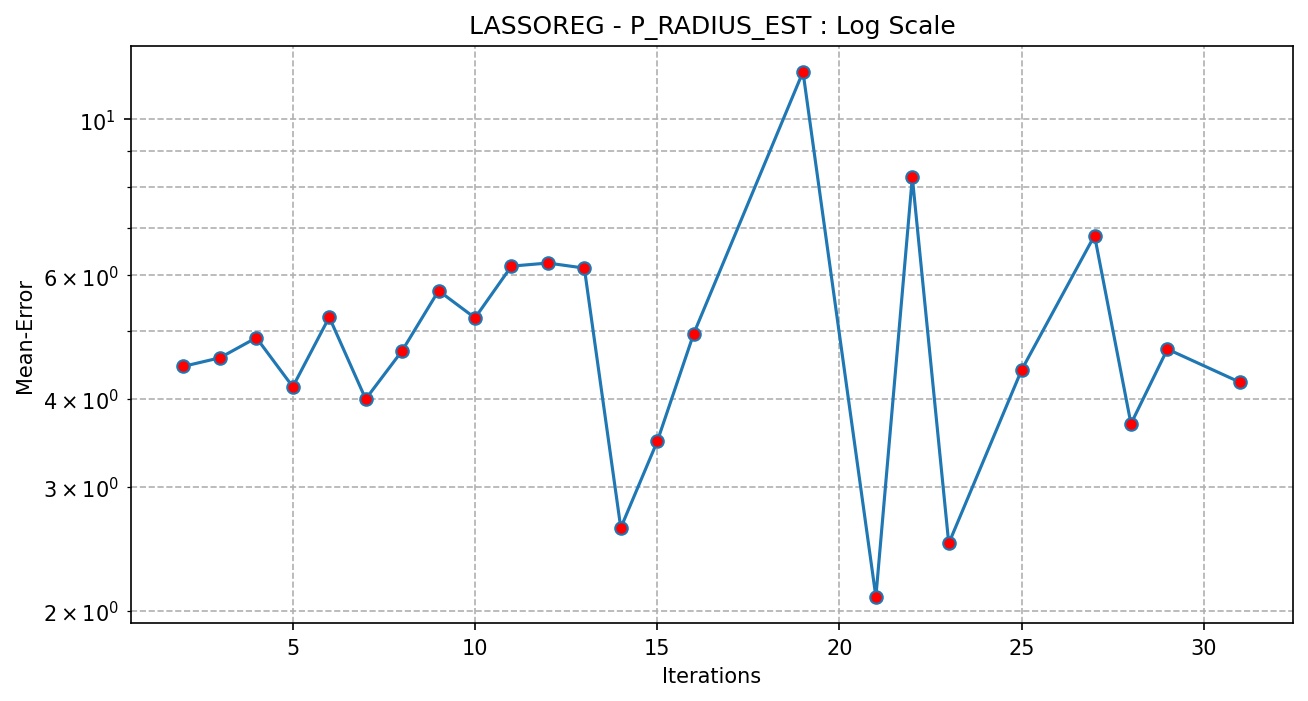 LASSOREG - P_RADIUS_EST : Log Scale
Mean-Error
10¹
6 × 10⁰
4 × 10⁰
3 × 10⁰
2 × 10⁰
5 10 15 20 25 30
Iterations